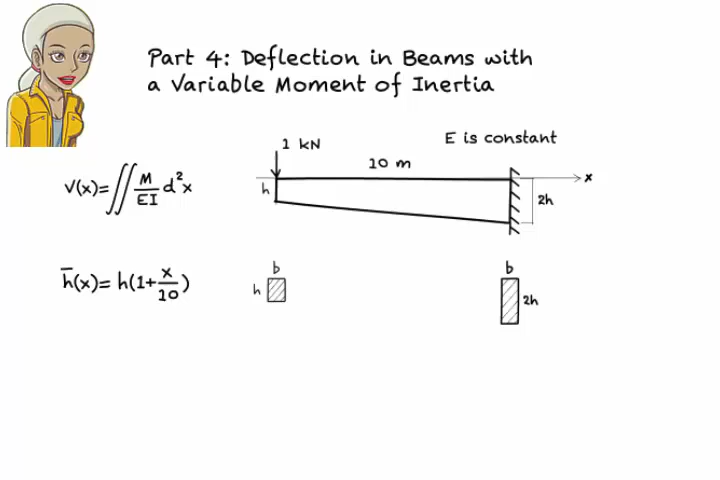 Part 4: Deflection in Beams with
a Variable Moment of Inertia
E is constant
1 kN
10 m
x
h
2h
v(x)=∬ M/EI d²x
h̄(x)= h(1+x/10)
b
h
b
2h